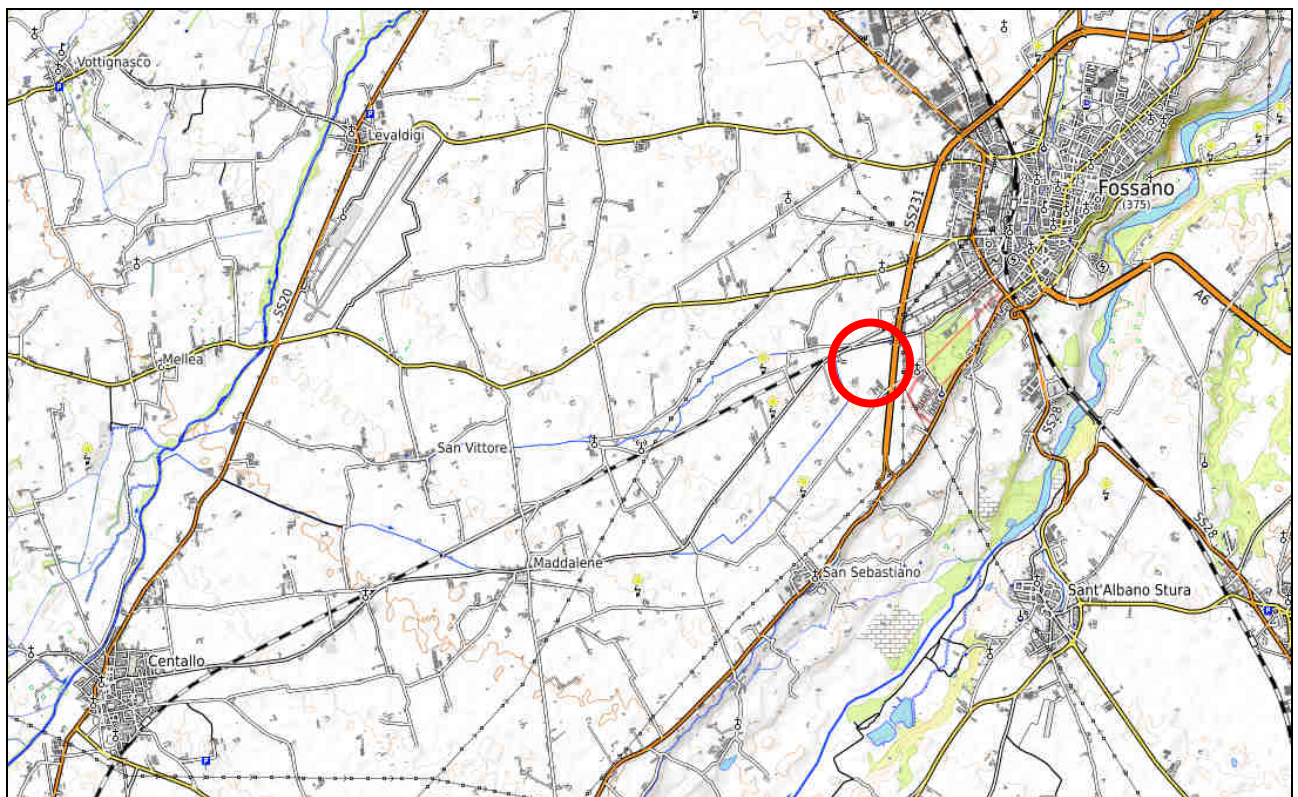 Vottignasco
Levaldigi
Fossano
(375)
SS231
A6
SS20
Mellea
SS28
San Vittore
SS28
Maddalene
San Sebastiano
Sant'Albano Stura
Centallo